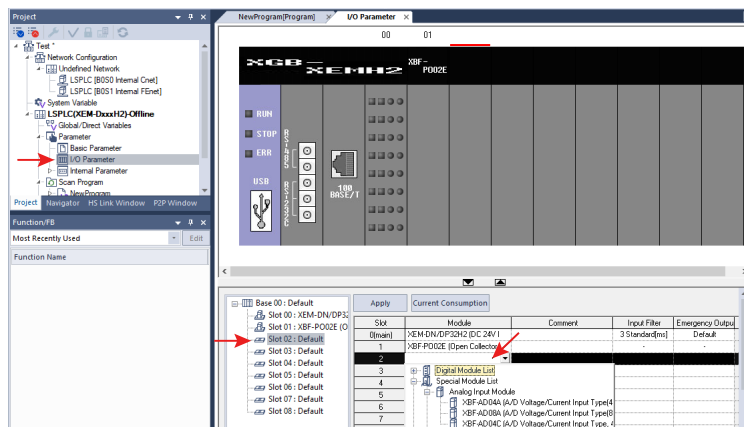 Project
Test *
Network Configuration
Undefined Network
LSPLC [B0S0 Internal Cnet]
LSPLC [B0S1 Internal FEnet]
System Variable
LSPLC(XEM-DxxxH2)-Offline
Global/Direct Variables
Parameter
Basic Parameter
I/O Parameter
Internal Parameter
Scan Program
NewProgram
Project Navigator HS Link Window P2P Window
Function/FB
Most Recently Used Edit
Function Name
NewProgram[Program] × I/O Parameter ×
00 01
XGB
XEMH2
XBF-
PO02E
RUN
STOP
ERR
USB
RS-485
RS-232C
100
BASE/T
Base 00 : Default
Slot 00 : XEM-DN/DP32
Slot 01 : XBF-PO02E (O
Slot 02 : Default
Slot 03 : Default
Slot 04 : Default
Slot 05 : Default
Slot 06 : Default
Slot 07 : Default
Slot 08 : Default
Apply Current Consumption
Slot Module Comment Input Filter Emergency Outpu
0(main) XEM-DN/DP32H2 (DC 24V I 3 Standard[ms] Default
1 XBF-PO02E (Open Collector - -
2
3 Digital Module List
4 Special Module List
5 Analog Input Module
6 XBF-AD04A (A/D Voltage/Current Input Type(4
XBF-AD08A (A/D Voltage/Current Input Type(8
7 XBF-AD04C (A/D Voltage/Current Input Type, 4